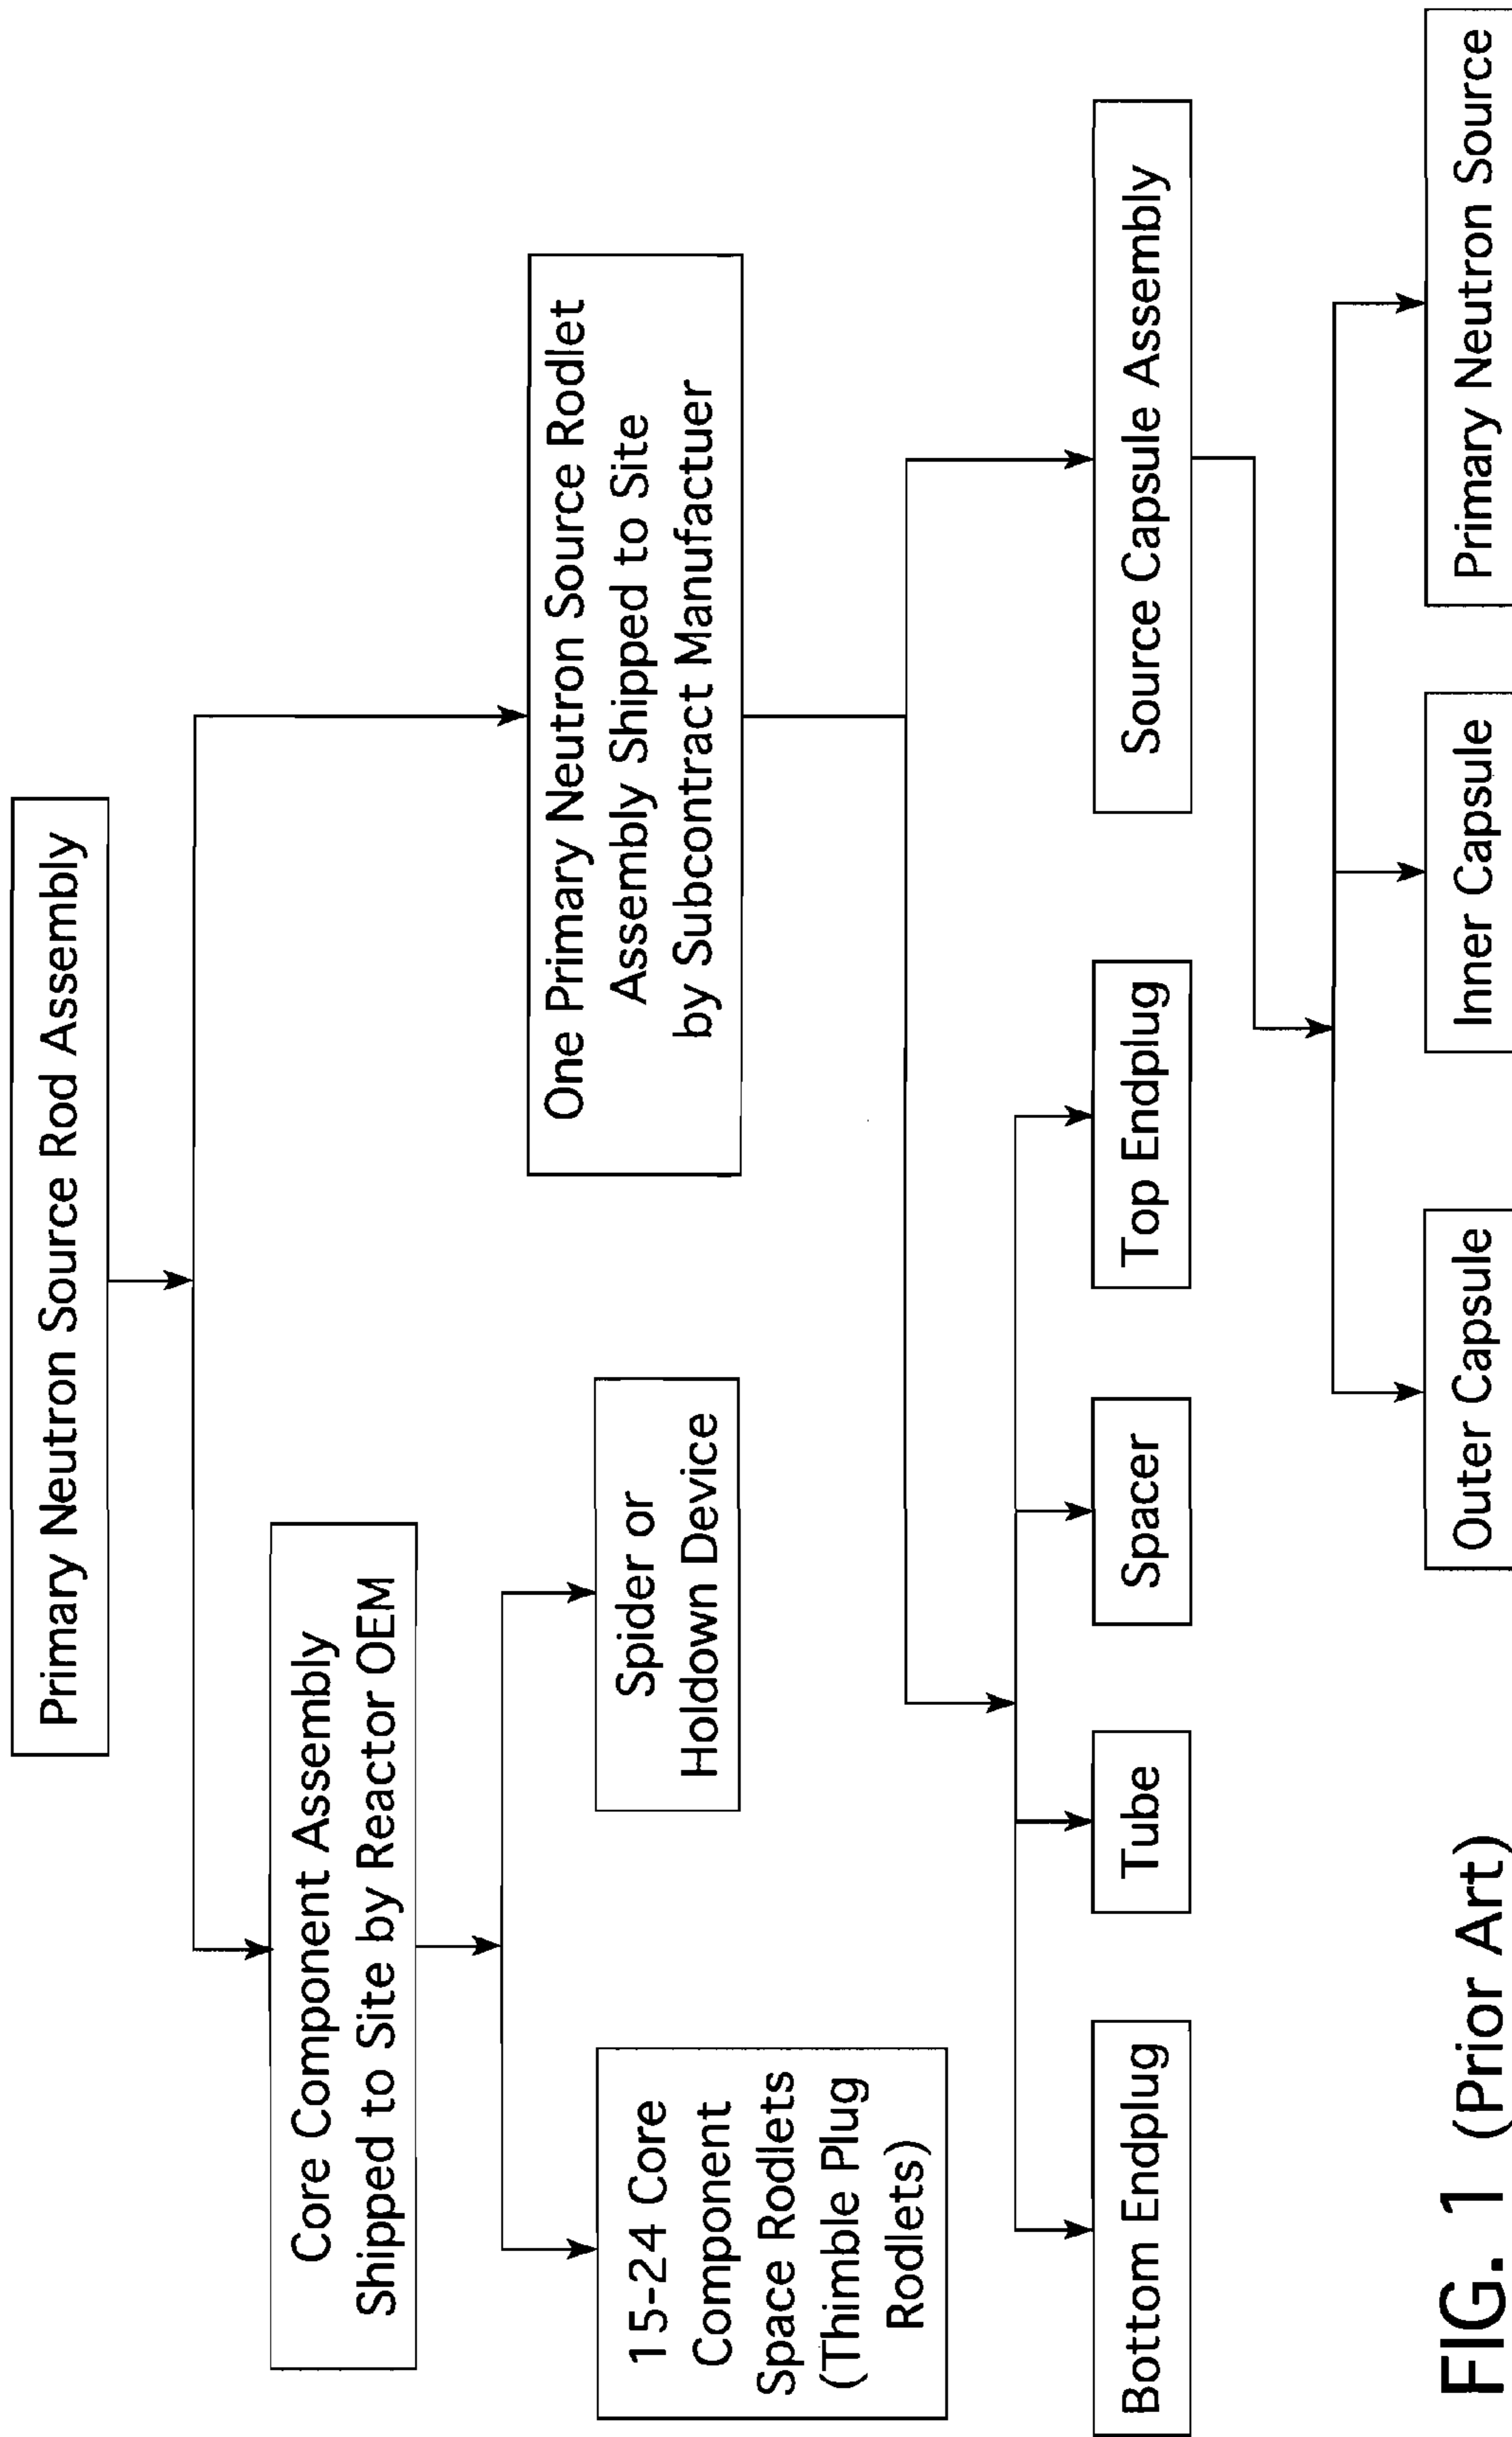 Primary Neutron Source Rod Assembly
Core Component Assembly
Shipped to Site by Reactor OEM
One Primary Neutron Source Rodlet
Assembly Shipped to Site
by Subcontract Manufactuer
15-24 Core
Component
Space Rodlets
(Thimble Plug
Rodlets)
Spider or
Holdown Device
Bottom Endplug
Tube
Spacer
Top Endplug
Source Capsule Assembly
Outer Capsule
Inner Capsule
Primary Neutron Source
FIG. 1 (Prior Art)